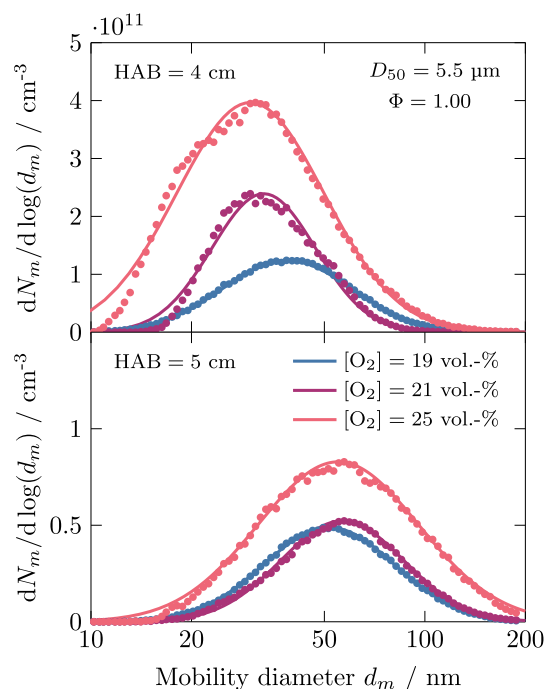 ·10¹¹
5
4
3
2
1
0
dNₘ/d log(dₘ) / cm⁻³
HAB = 4 cm
D₅₀ = 5.5 µm
Φ = 1.00
1
0.5
0
dNₘ/d log(dₘ) / cm⁻³
HAB = 5 cm
[O₂] = 19 vol.-%
[O₂] = 21 vol.-%
[O₂] = 25 vol.-%
10 20 50 100 200
Mobility diameter dₘ / nm